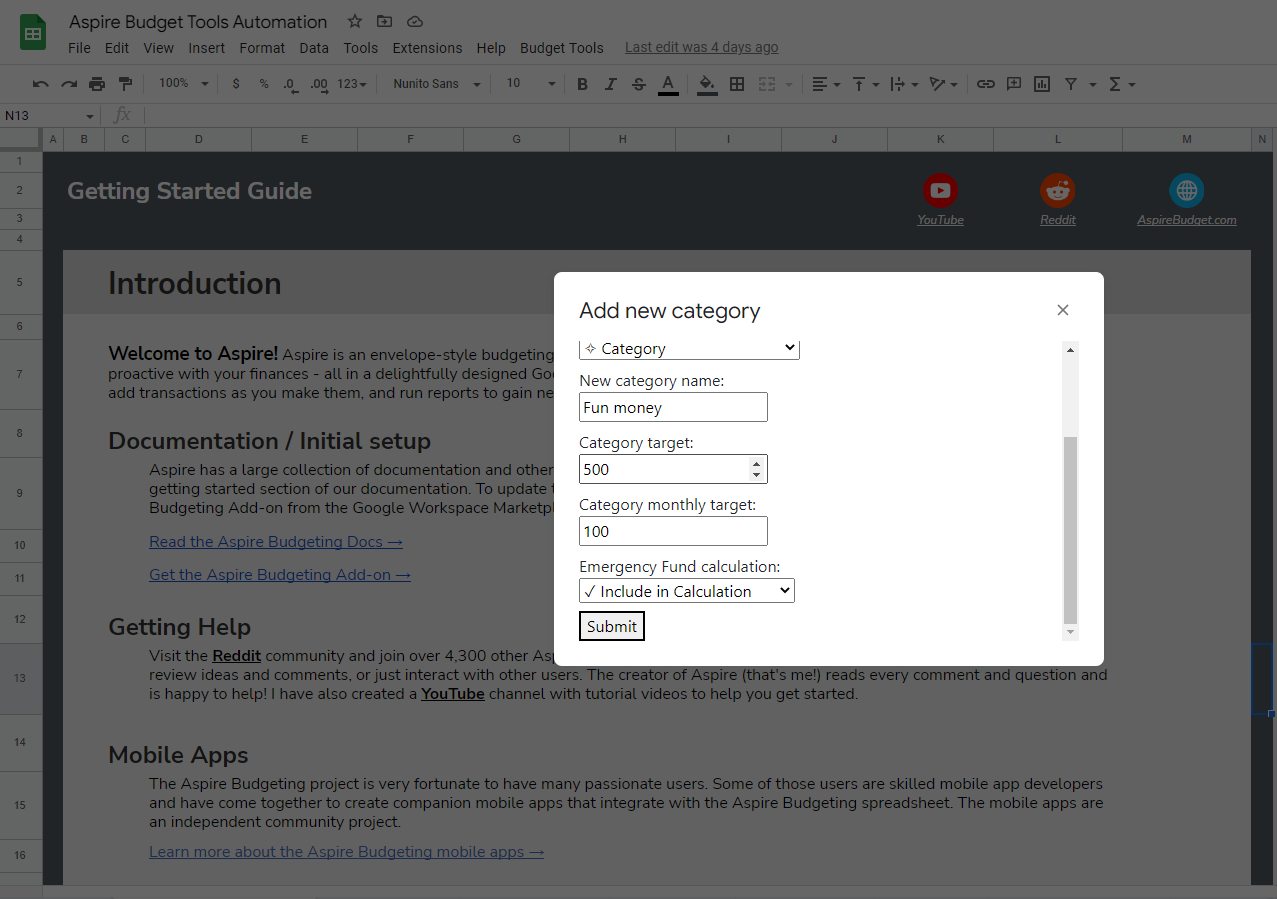 Aspire Budget Tools Automation
File Edit View Insert Format Data Tools Extensions Help Budget Tools Last edit was 4 days ago
100% $ % .0 .00 123 Nunito Sans 10 B I S A
N13 fx
A B C D E F G H I J K L M N
1
2 Getting Started Guide
YouTube Reddit AspireBudget.com
3
4
5 Introduction
Add new category
6
✧ Category
7 Welcome to Aspire! Aspire is an envelope-style budgeting
proactive with your finances - all in a delightfully designed Go
add transactions as you make them, and run reports to gain ne
New category name:
Fun money
8 Documentation / Initial setup
Category target:
500
9 Aspire has a large collection of documentation and other
getting started section of our documentation. To update
Budgeting Add-on from the Google Workspace Marketpl
Category monthly target:
100
10 Read the Aspire Budgeting Docs →
Emergency Fund calculation:
11 Get the Aspire Budgeting Add-on →
✓ Include in Calculation
12 Getting Help
Submit
13 Visit the Reddit community and join over 4,300 other Asp
review ideas and comments, or just interact with other users. The creator of Aspire (that's me!) reads every comment and question and
is happy to help! I have also created a YouTube channel with tutorial videos to help you get started.
14 Mobile Apps
15 The Aspire Budgeting project is very fortunate to have many passionate users. Some of those users are skilled mobile app developers
and have come together to create companion mobile apps that integrate with the Aspire Budgeting spreadsheet. The mobile apps are
an independent community project.
16 Learn more about the Aspire Budgeting mobile apps →